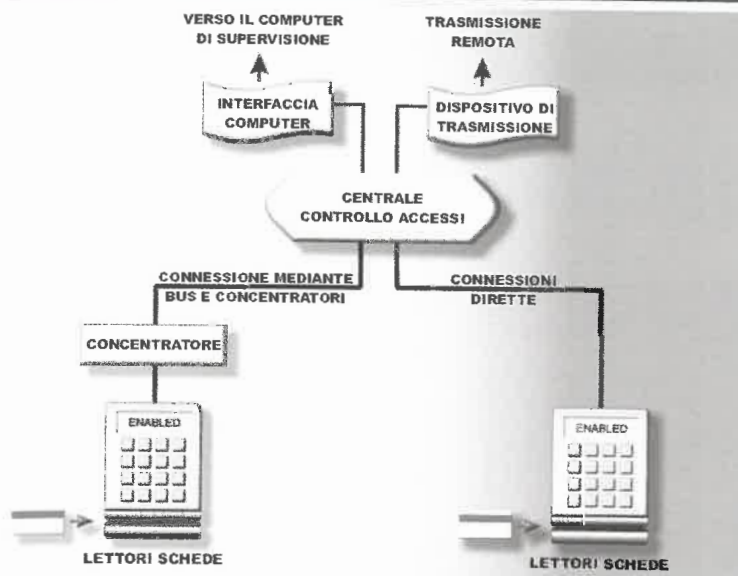 VERSO IL COMPUTER
DI SUPERVISIONE
TRASMISSIONE
REMOTA
INTERFACCIA
COMPUTER
DISPOSITIVO DI
TRASMISSIONE
CENTRALE
CONTROLLO ACCESSI
CONNESSIONE MEDIANTE
BUS E CONCENTRATORI
CONNESSIONI
DIRETTE
CONCENTRATORE
ENABLED
ENABLED
LETTORI SCHEDE
LETTORI SCHEDE